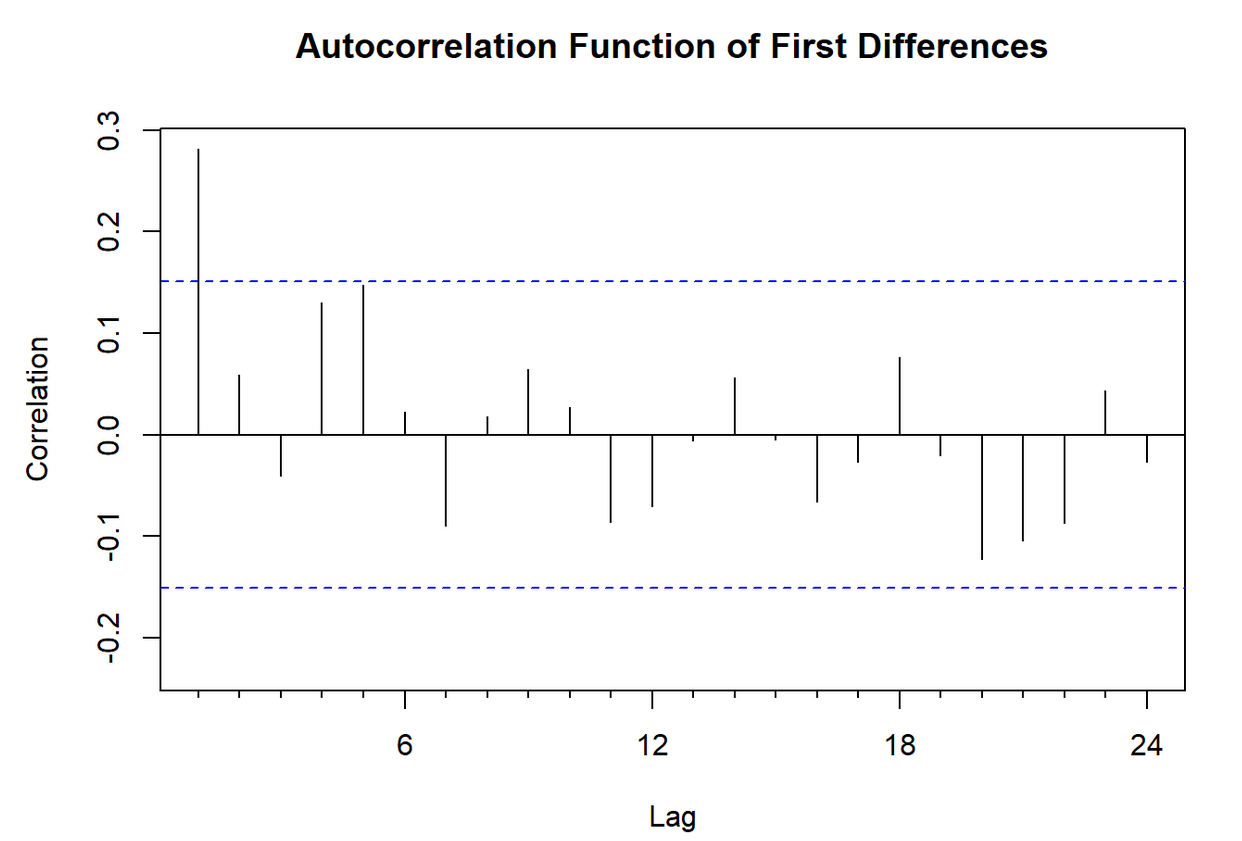 Autocorrelation Function of First Differences
0.3
0.2
0.1
0.0
-0.1
-0.2
Correlation
6 12 18 24
Lag